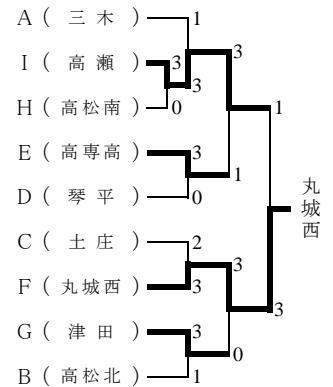 A ( 三木 ) 1
I ( 高瀬 ) 3
3 3
H ( 高松南 ) 0
1
E ( 高専高 ) 3
1
D ( 琴平 ) 0
丸城西
C ( 土庄 ) 2
3
F ( 丸城西 ) 3
3
G ( 津田 ) 3
0
B ( 高松北 ) 1